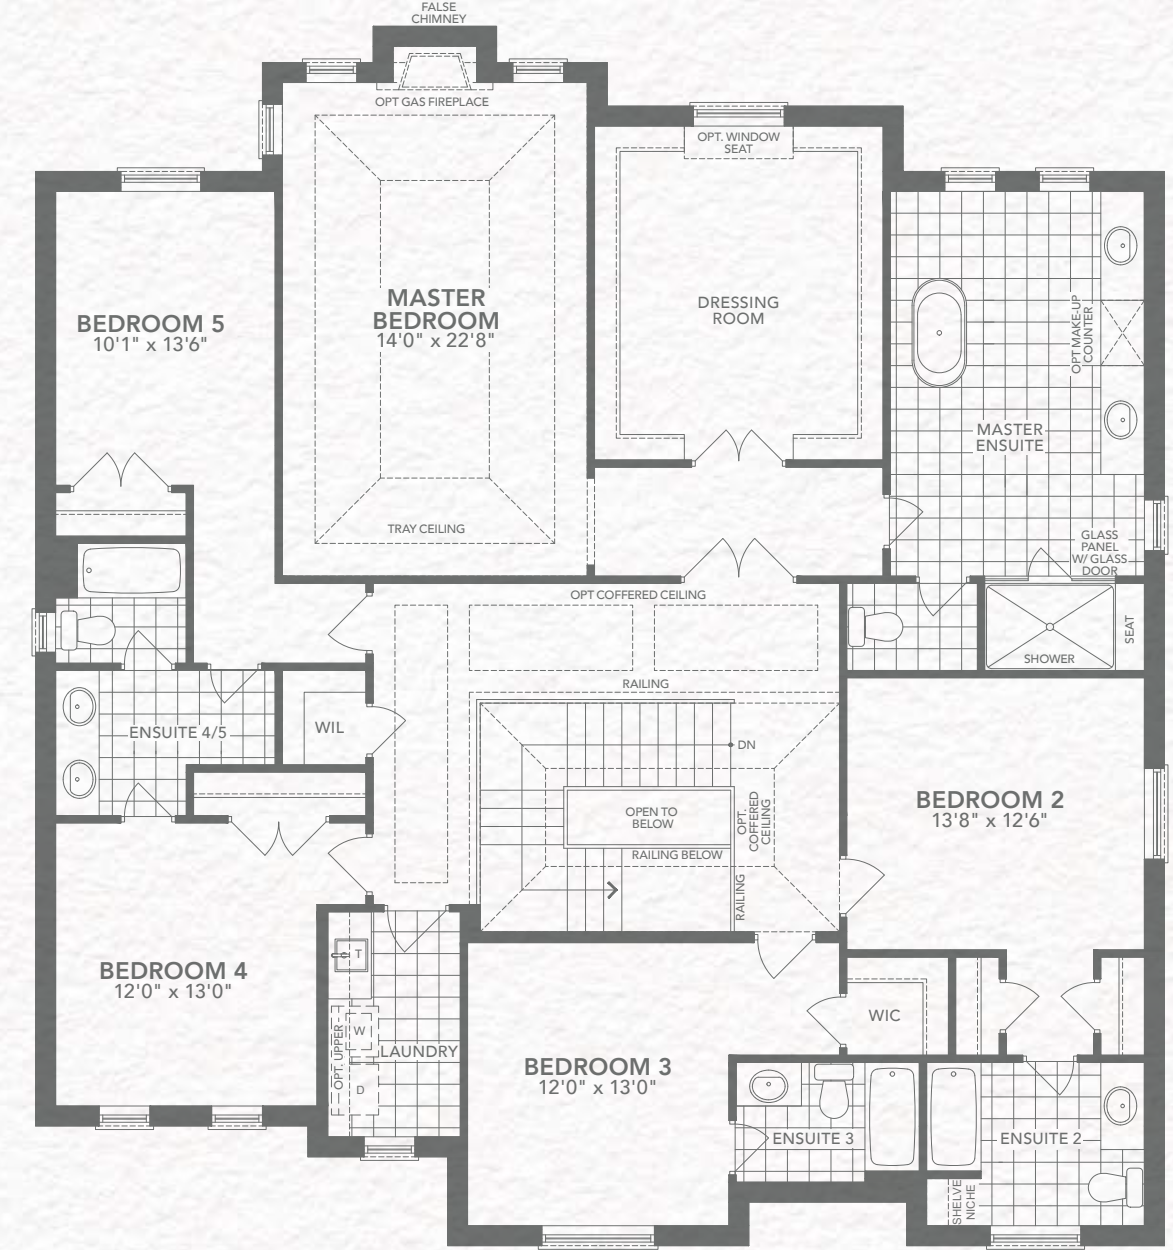 FALSE
CHIMNEY
OPT GAS FIREPLACE
OPT. WINDOW
SEAT
MASTER
BEDROOM
14'0" x 22'8"
BEDROOM 5
10'1" x 13'6"
DRESSING
ROOM
OPT MAKE-UP
COUNTER
MASTER
ENSUITE
TRAY CEILING
GLASS
PANEL
W/ GLASS
DOOR
OPT COFFERED CEILING
SEAT
SHOWER
RAILING
ENSUITE 4/5
WIL
DN
OPEN TO
BELOW
OPT.
COFFERED
CEILING
RAILING BELOW
RAILING
BEDROOM 2
13'8" x 12'6"
BEDROOM 4
12'0" x 13'0"
T
W
D
OPT. UPPER
LAUNDRY
BEDROOM 3
12'0" x 13'0"
WIC
ENSUITE 3
ENSUITE 2
SHELVE
NICHE